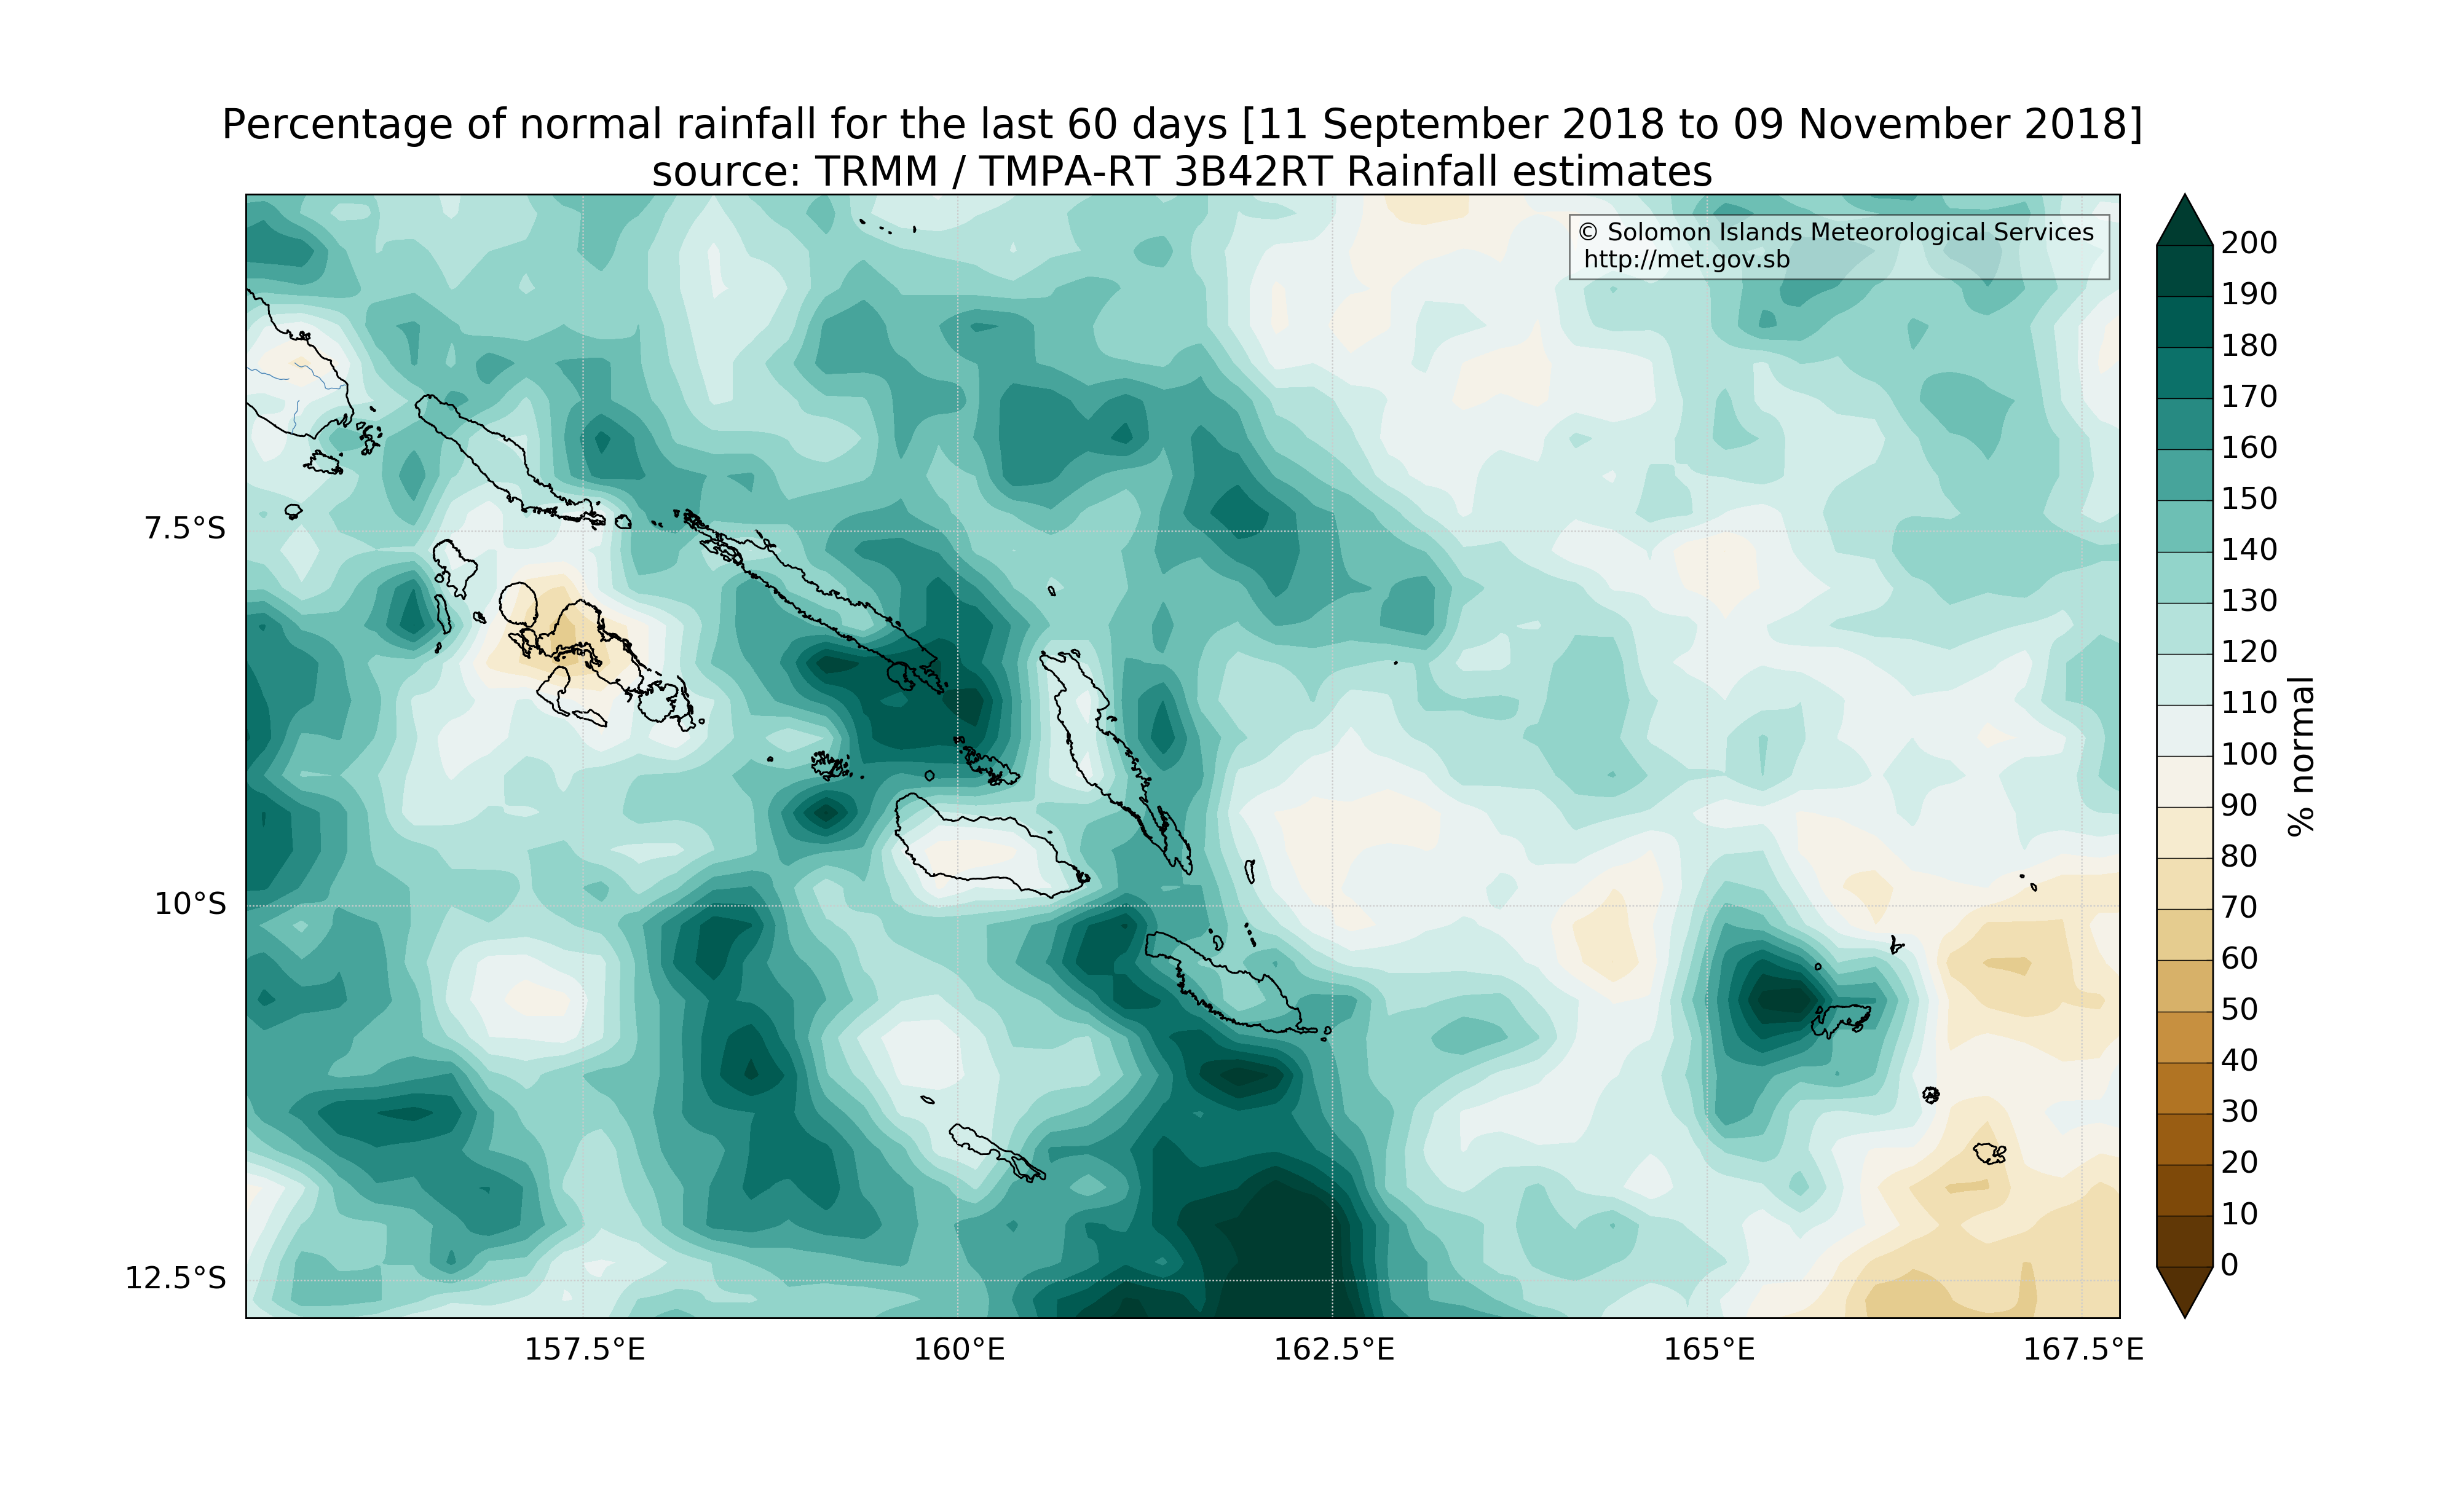 Percentage of normal rainfall for the last 60 days [11 September 2018 to 09 November 2018]
source: TRMM / TMPA-RT 3B42RT Rainfall estimates
© Solomon Islands Meteorological Services
http://met.gov.sb
7.5°S
10°S
12.5°S
157.5°E
160°E
162.5°E
165°E
167.5°E
200
190
180
170
160
150
140
130
120
110
100
90
80
70
60
50
40
30
20
10
0
% normal